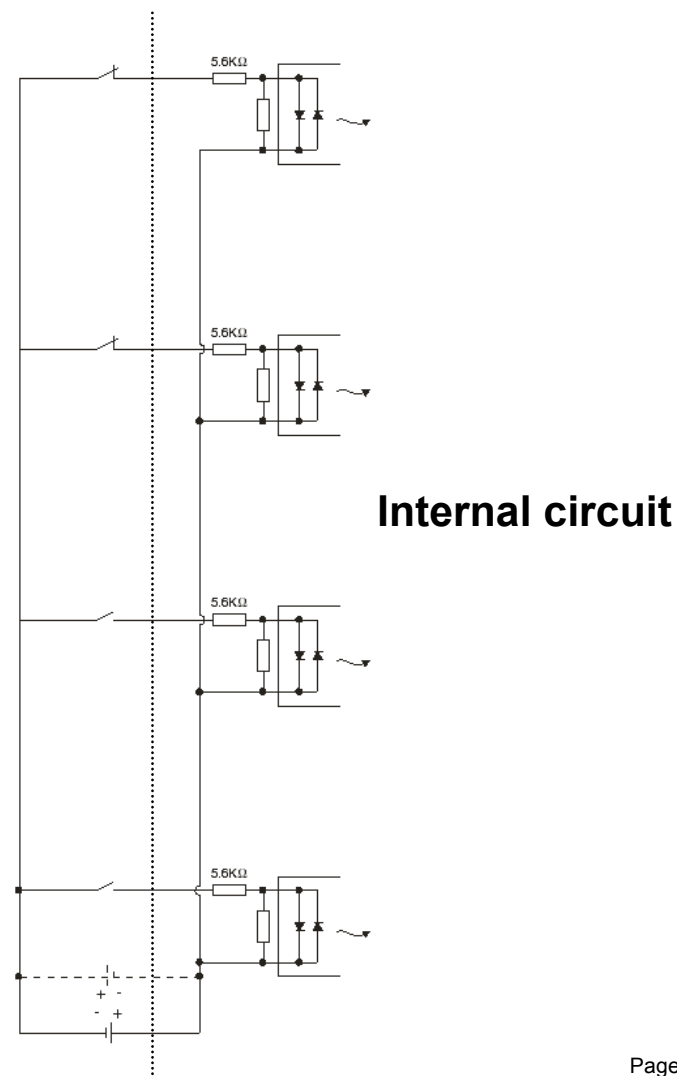 5.6KΩ
5.6KΩ
Internal circuit
5.6KΩ
5.6KΩ
+ -
- +
Page